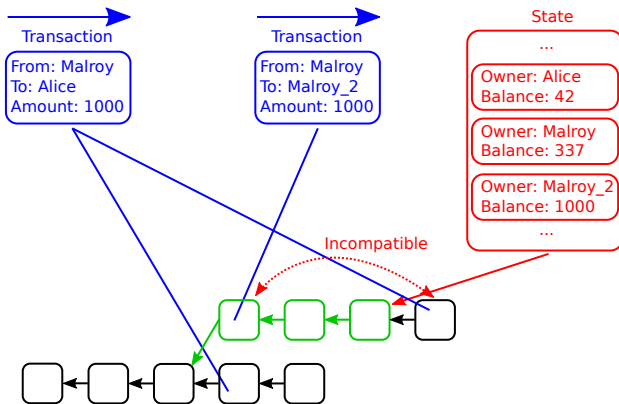 Transaction
From: Malroy
To: Alice
Amount: 1000
Transaction
From: Malroy
To: Malroy_2
Amount: 1000
State
...
Owner: Alice
Balance: 42
Owner: Malroy
Balance: 337
Owner: Malroy_2
Balance: 1000
...
Incompatible